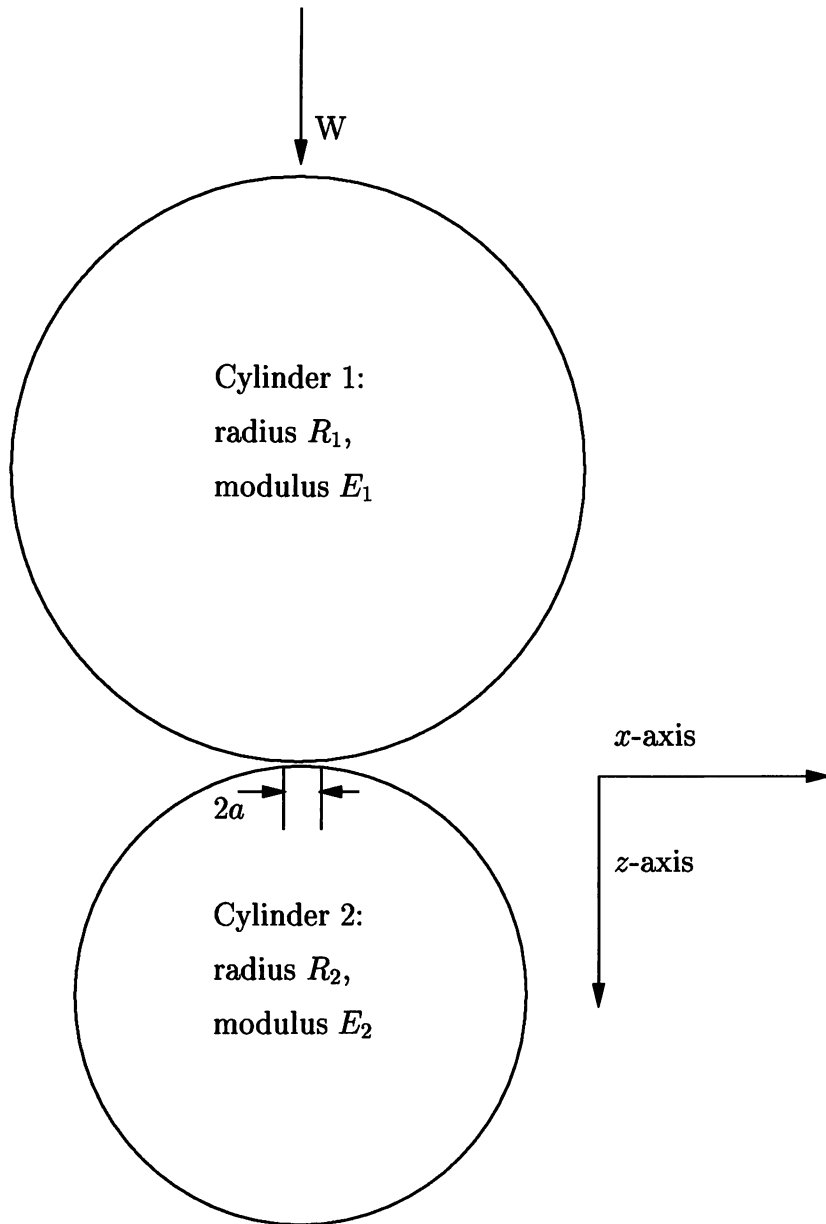 W
Cylinder 1:
radius R₁,
modulus E₁
x-axis
2a
z-axis
Cylinder 2:
radius R₂,
modulus E₂